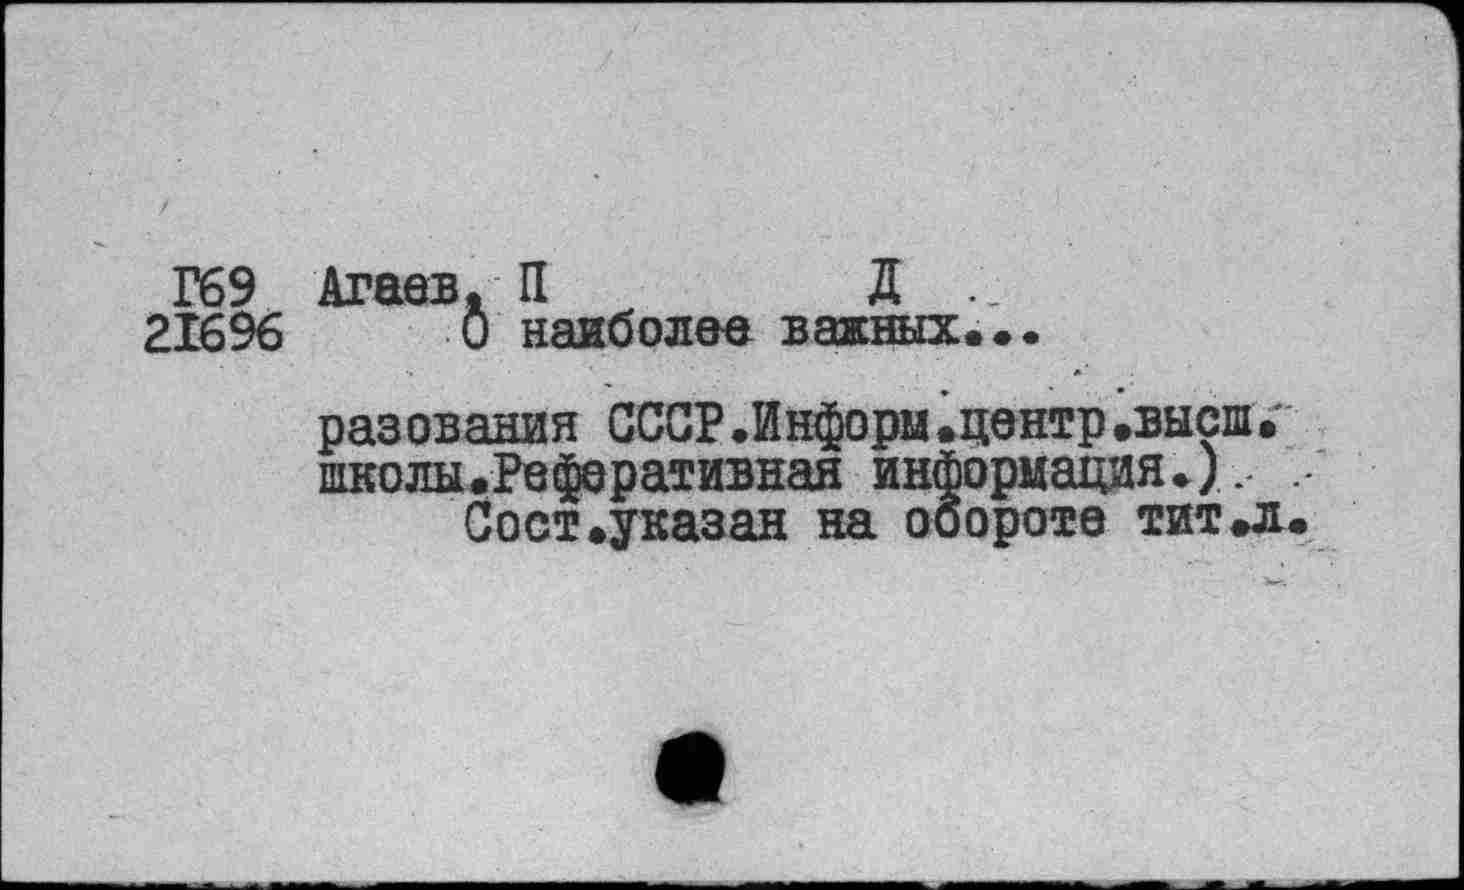 Г69 Агаев, П Д
21696 О наиболее важных...
разования СССР.Информ.центр.высш.
школы.Реферативная информация.).
Сост.указан на обороте тит.л.